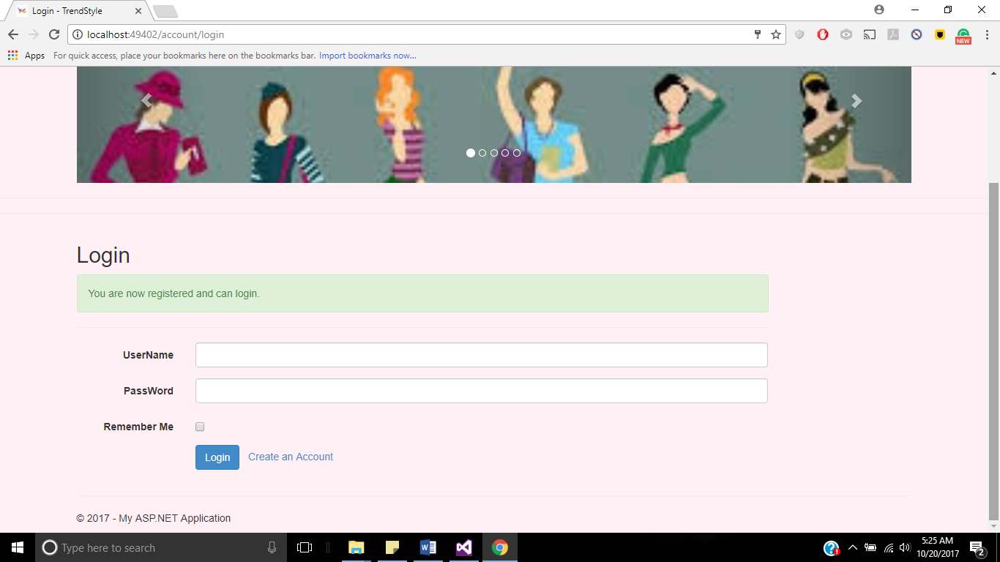 Login - TrendStyle
localhost:49402/account/login
NEW
Apps
For quick access, place your bookmarks here on the bookmarks bar. Import bookmarks now...
Login
You are now registered and can login.
UserName
PassWord
Remember Me
Login
Create an Account
© 2017 - My ASP.NET Application
Type here to search
W
?
!
5:25 AM
10/20/2017
2